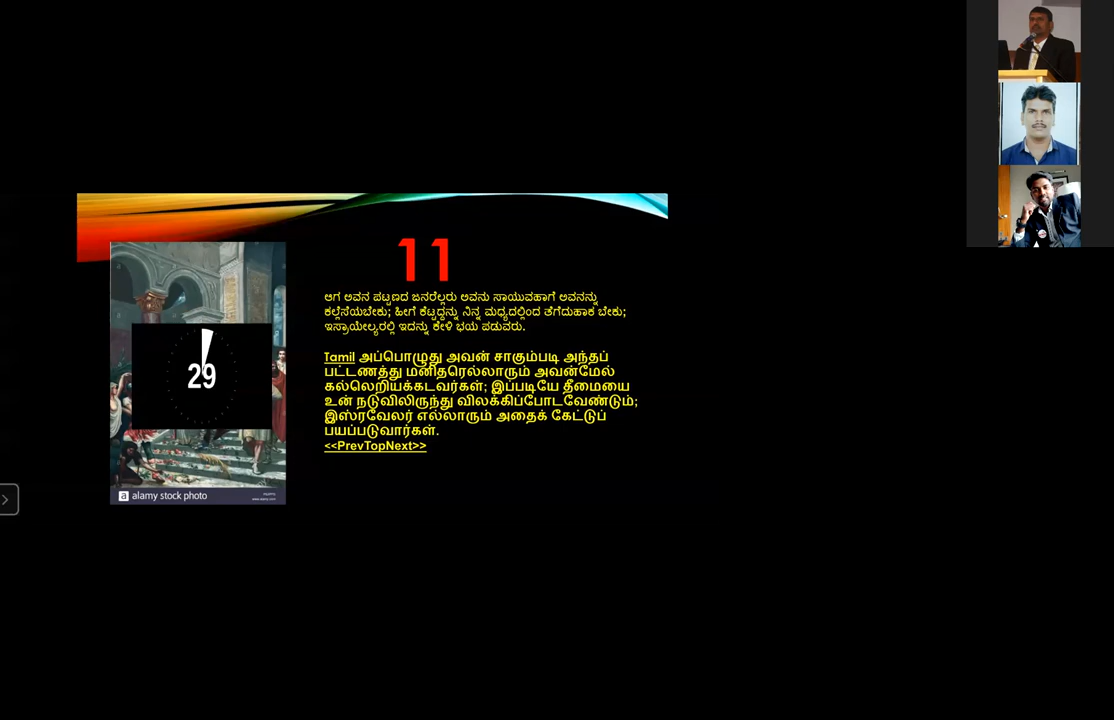 11
ಆಗ ಅವನ ಪಟ್ಟಣದ ಜನರೆಲ್ಲರು ಅವನು ಸಾಯುವಹಾಗೆ ಅವನನ್ನು
ಕಲ್ಲೆಸೆಯಬೇಕು; ಹೀಗೆ ಕೆಟ್ಟದ್ದನ್ನು ನಿನ್ನ ಮಧ್ಯದಲ್ಲಿಂದ ತೆಗೆದುಹಾಕ ಬೇಕು;
ಇಸ್ರಾಯೇಲ್ಯರಲ್ಲಿ ಇದನ್ನು ಕೇಳಿ ಭಯ ಪಡುವರು.
Tamil அப்பொழுது அவன் சாகும்படி அந்தப்
பட்டணத்து மனிதரெல்லாரும் அவன்மேல்
கல்லெறியக்கடவர்கள்; இப்படியே தீமையை
உன் நடுவிலிருந்து விலக்கிப்போடவேண்டும்;
இஸ்ரவேலர் எல்லாரும் அதைக் கேட்டுப்
பயப்படுவார்கள்.
<<PrevTopNext>>
29
a alamy stock photo